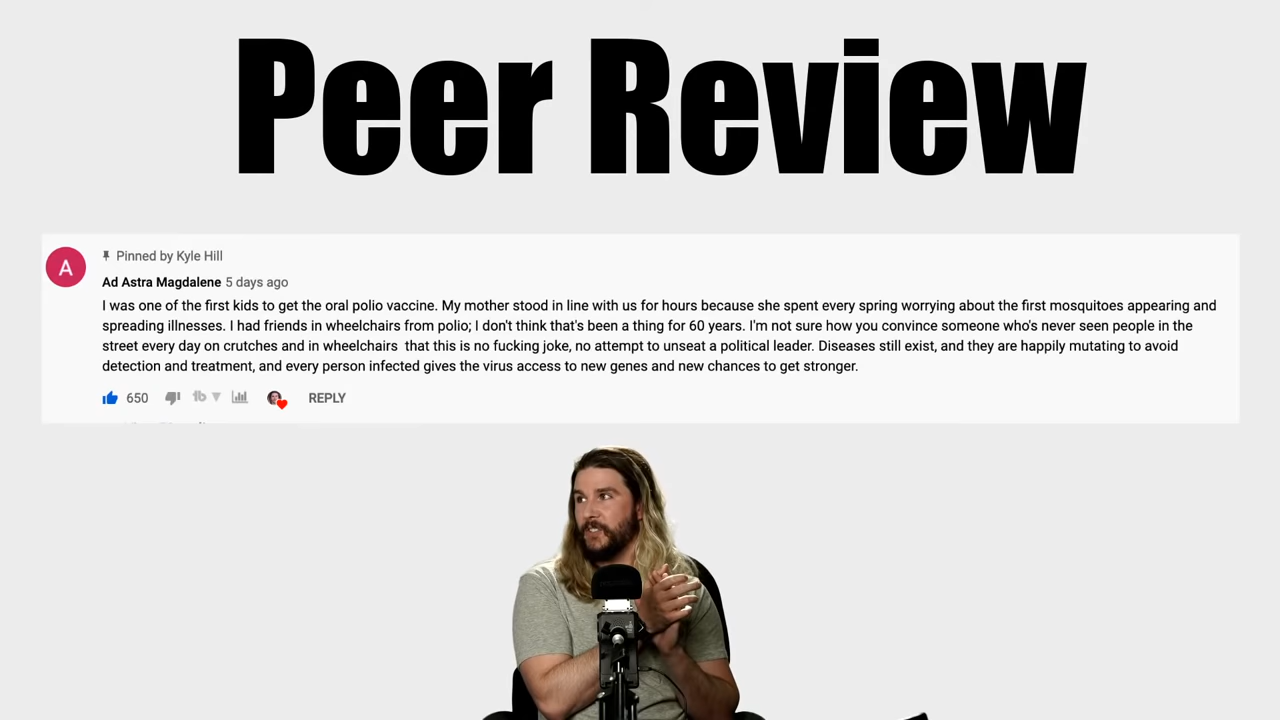 Peer Review
Pinned by Kyle Hill
A
Ad Astra Magdalene 5 days ago
I was one of the first kids to get the oral polio vaccine. My mother stood in line with us for hours because she spent every spring worrying about the first mosquitoes appearing and
spreading illnesses. I had friends in wheelchairs from polio; I don't think that's been a thing for 60 years. I'm not sure how you convince someone who's never seen people in the
street every day on crutches and in wheelchairs that this is no fucking joke, no attempt to unseat a political leader. Diseases still exist, and they are happily mutating to avoid
detection and treatment, and every person infected gives the virus access to new genes and new chances to get stronger.
650
REPLY